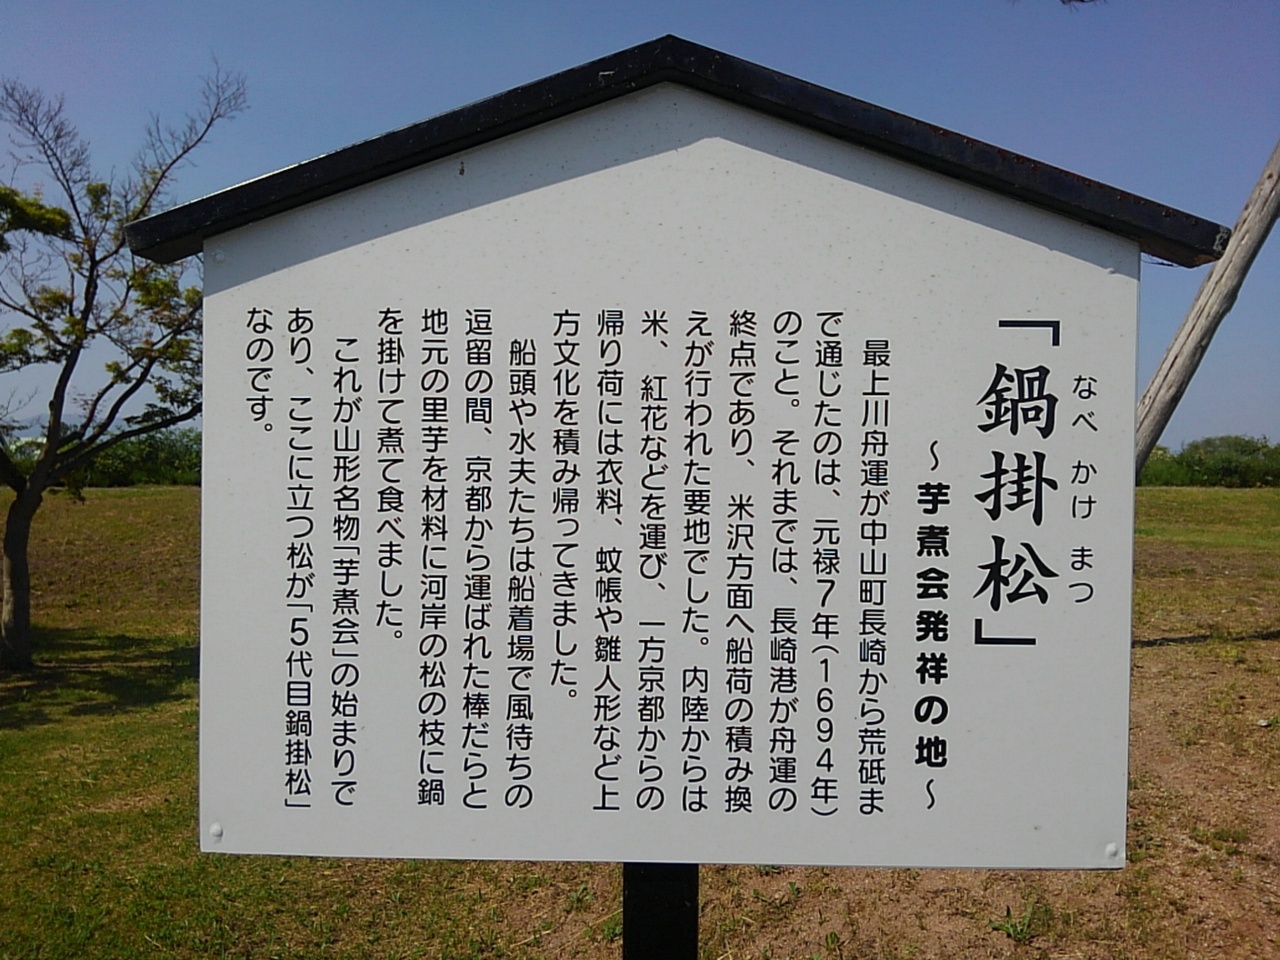 「鍋掛松」
なべ かけ まつ
～芋煮会発祥の地～
最上川舟運が中山町長崎から荒砥ま
で通じたのは、元禄7年(1694年)
のこと。それまでは、長崎港が舟運の
終点であり、米沢方面へ船荷の積み換
えが行われた要地でした。内陸からは
米、紅花などを運び、一方京都からの
帰り荷には衣料、蚊帳や雛人形など上
方文化を積み帰ってきました。
船頭や水夫たちは船着場で風待ちの
逗留の間、京都から運ばれた棒だらと
地元の里芋を材料に河岸の松の枝に鍋
を掛けて煮て食べました。
これが山形名物「芋煮会」の始まりで
あり、ここに立つ松が「5代目鍋掛松」
なのです。